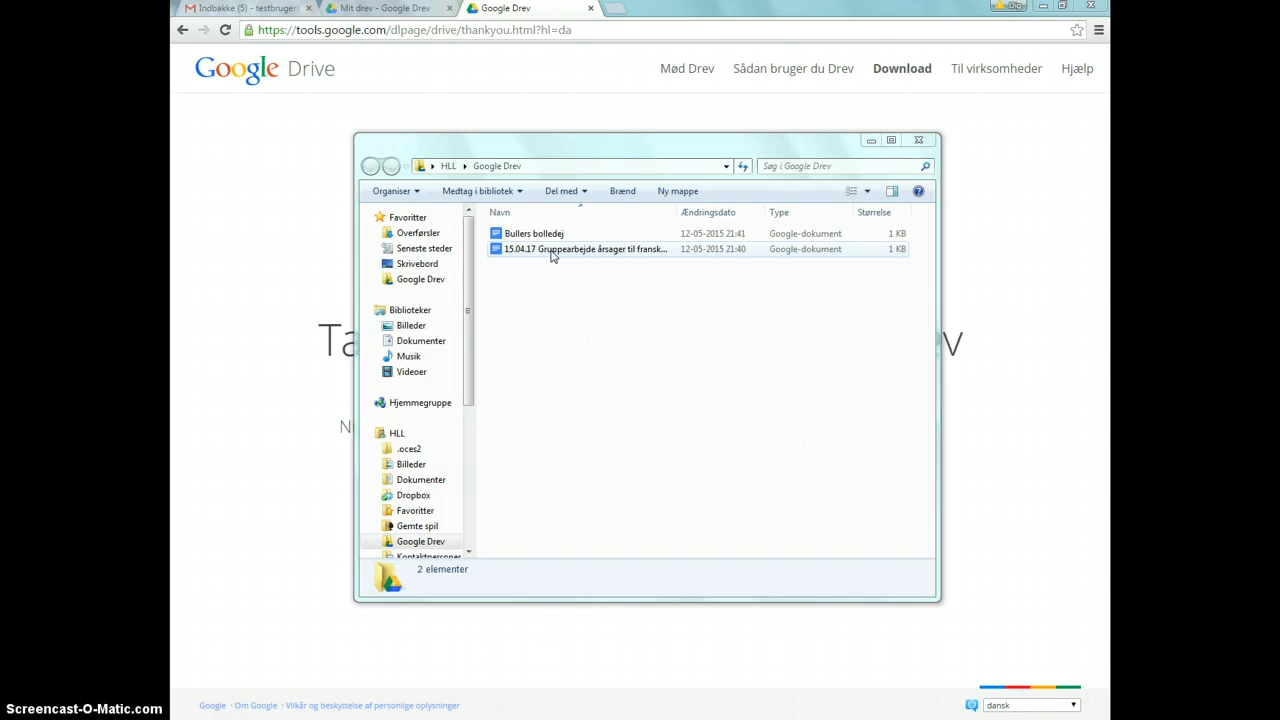 Indbakke (5) - testbruger
Mit drev - Google Drev
Google Drev
https://tools.google.com/dlpage/drive/thankyou.html?hl=da
Google Drev
Mød Drev
Sådan bruger du Drev
Download
Til virksomheder
Hjælp
HLL
Google Drev
Søg i Google Drev
Organiser
Medtag i bibliotek
Del med
Brænd
Ny mappe
Navn
Ændringsdato
Type
Størrelse
Bullers bolledej
12-05-2015 21:41
Google-dokument
1 KB
15.04.17 Gruppearbejde årsager til fransk...
12-05-2015 21:40
Google-dokument
1 KB
Favoritter
Overførsler
Seneste steder
Skrivebord
Google Drev
Biblioteker
Billeder
Dokumenter
Musik
Videoer
Hjemmegruppe
HLL
.oces2
Billeder
Dokumenter
Dropbox
Favoritter
Gemte spil
Google Drev
Kontaktpersoner
2 elementer
Google · Om Google · Vilkår og beskyttelse af personlige oplysninger
dansk
Screencast-O-Matic.com